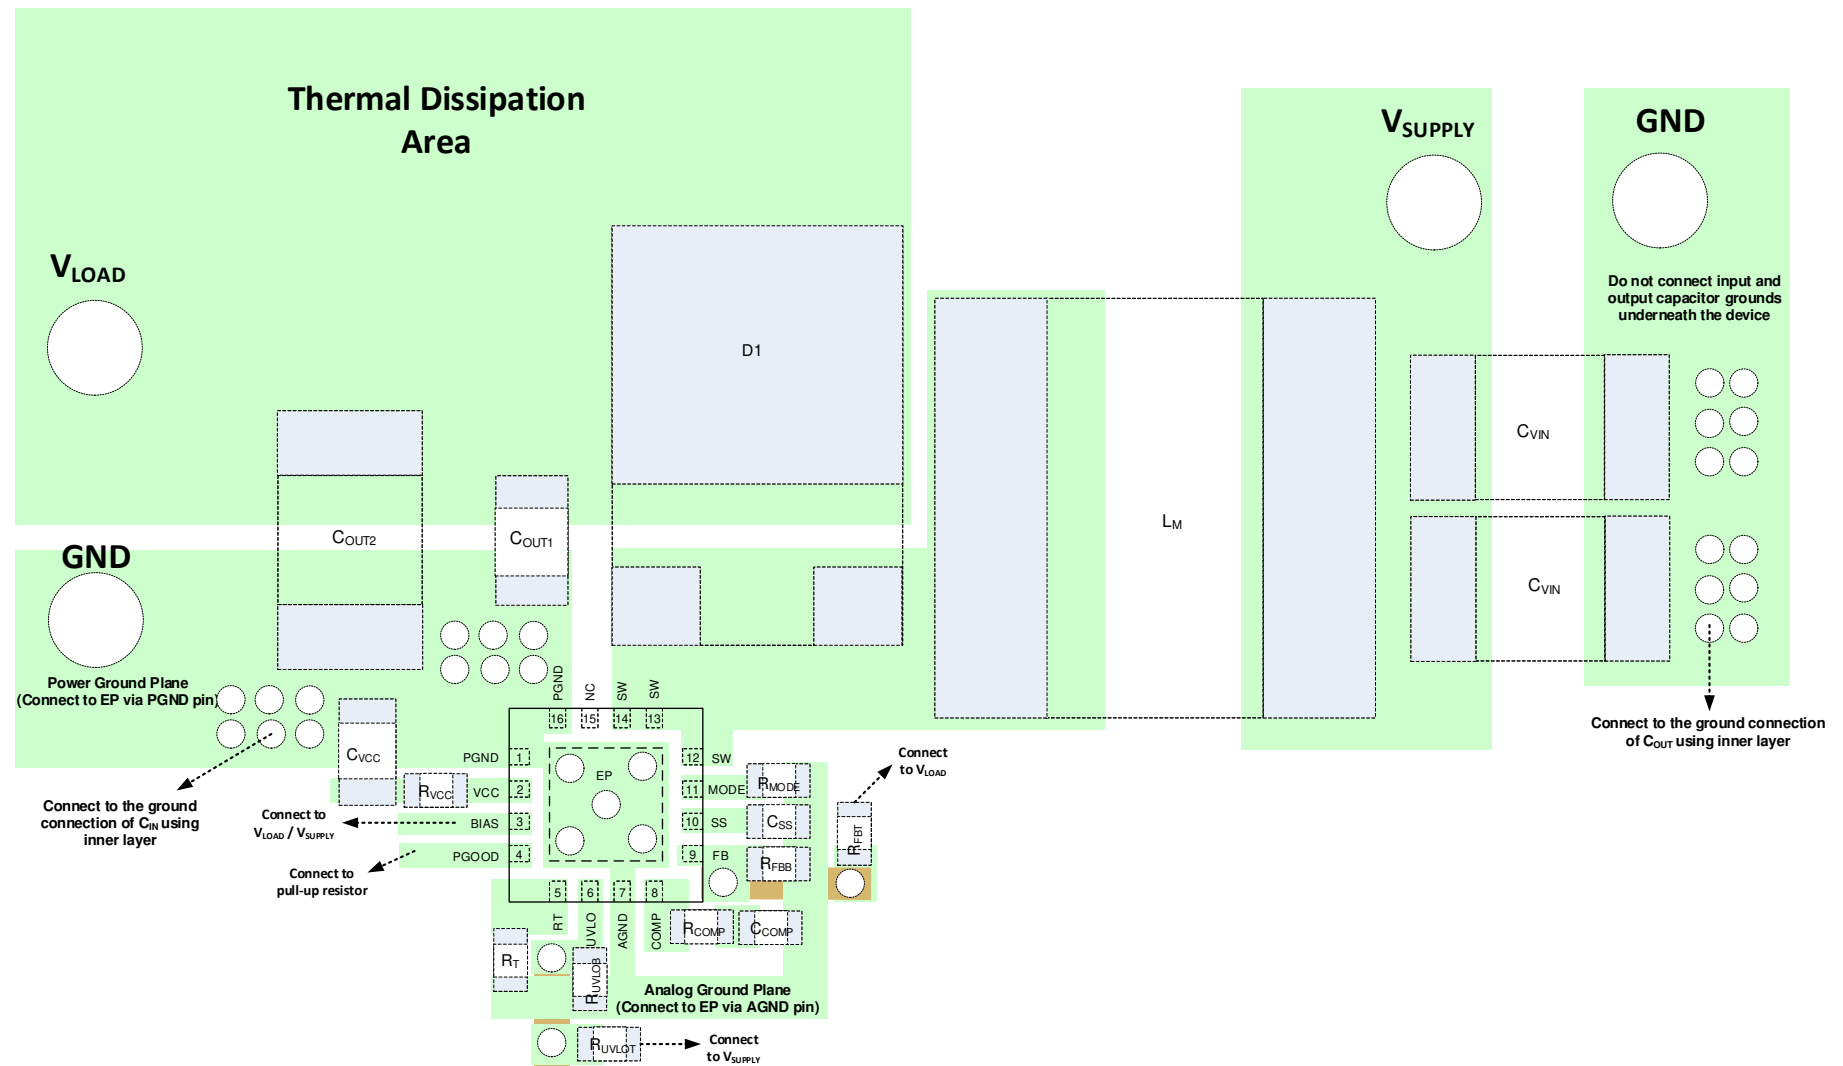 Thermal Dissipation
Area
VSUPPLY
GND
VLOAD
Do not connect input and
output capacitor grounds
underneath the device
D1
CVIN
LM
COUT2
COUT1
GND
CVIN
Power Ground Plane
(Connect to EP via PGND pin)
PGND
NC
SW
SW
16
15
14
13
Connect to the ground connection
of COUT using inner layer
CVCC
PGND
1
EP
12
SW
Connect
to VLOAD
RVCC
VCC
2
11
MODE
RMODE
Connect to the ground
connection of CIN using
inner layer
Connect to
VLOAD / VSUPPLY
BIAS
3
10
SS
CSS
RFBT
PGOOD
4
9
FB
RFBB
Connect to
pull-up resistor
5
6
7
8
RT
UVLO
AGND
COMP
RCOMP
CCOMP
RT
RUVLOB
Analog Ground Plane
(Connect to EP via AGND pin)
RUVLOT
Connect
to VSUPPLY